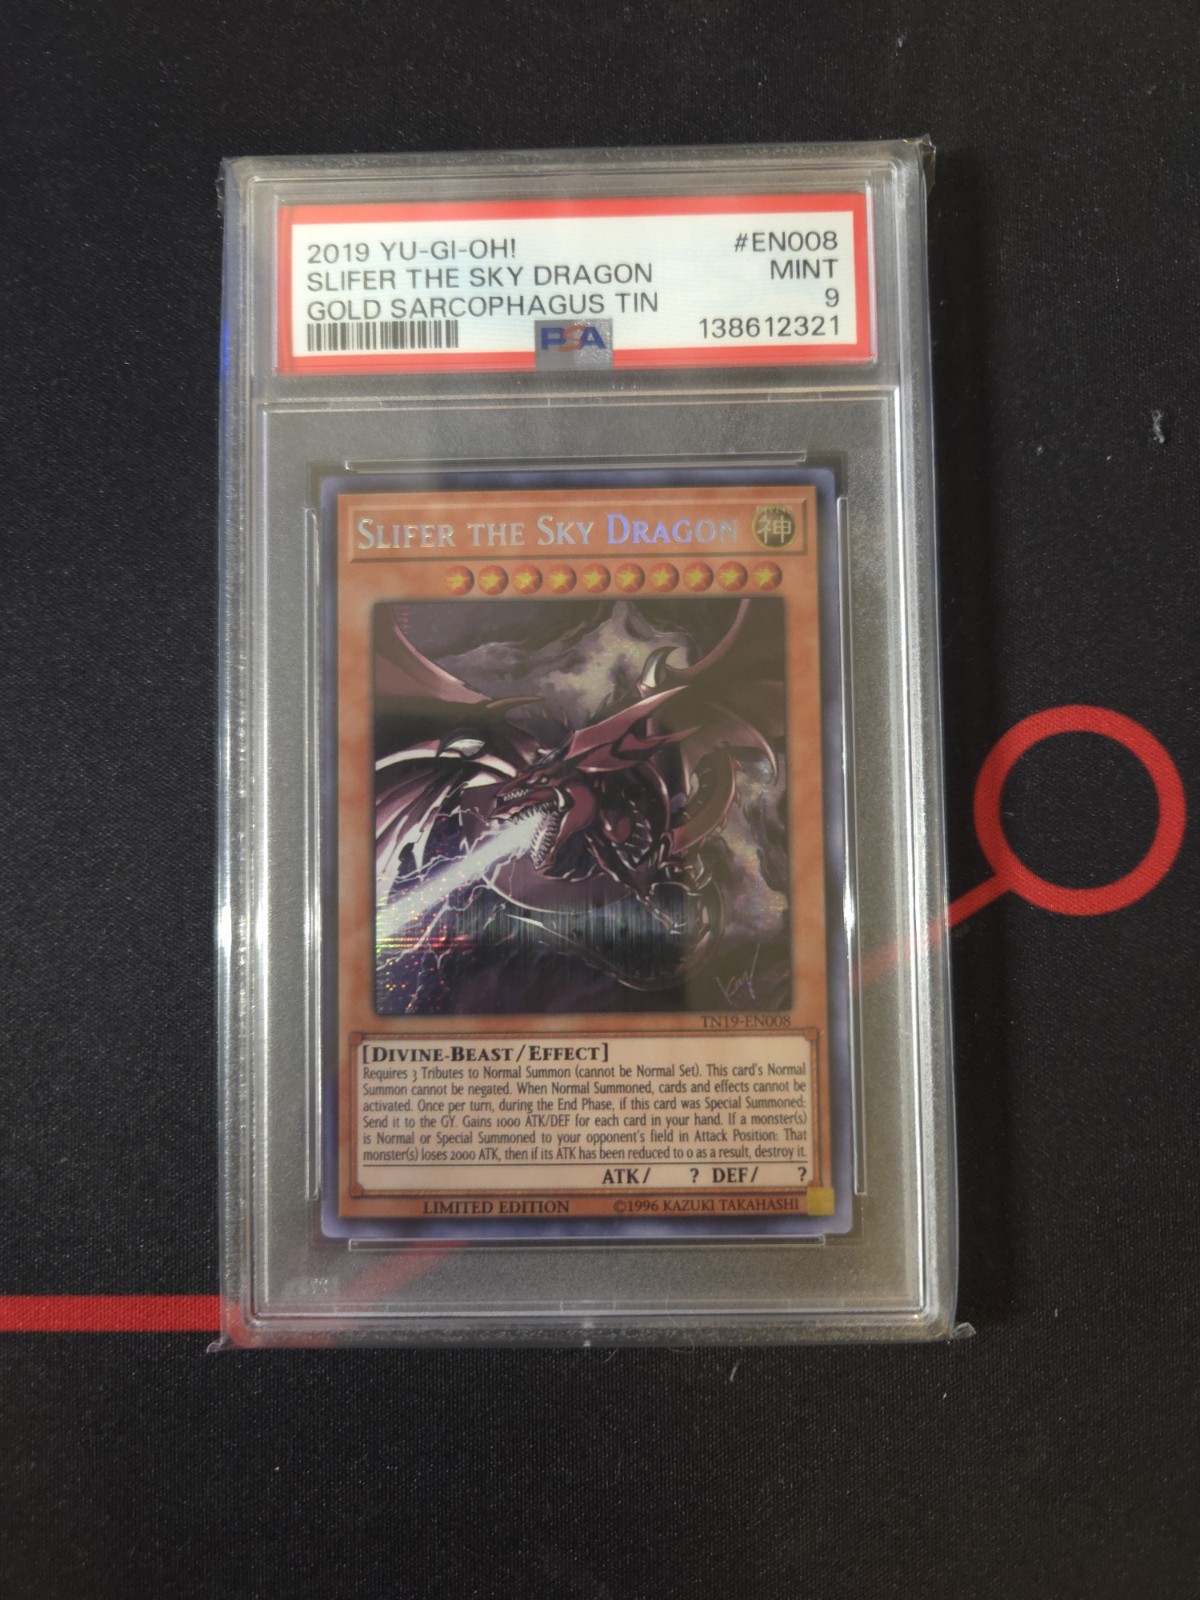 2019 YU-GI-OH! #EN008
SLIFER THE SKY DRAGON MINT
GOLD SARCOPHAGUS TIN 9
PSA 138612321
SLIFER THE SKY DRAGON 神
Kay
TN19-EN008
[DIVINE-BEAST/EFFECT]
Requires 3 Tributes to Normal Summon (cannot be Normal Set). This card's Normal
Summon cannot be negated. When Normal Summoned, cards and effects cannot be
activated. Once per turn, during the End Phase, if this card was Special Summoned:
Send it to the GY. Gains 1000 ATK/DEF for each card in your hand. If a monster(s)
is Normal or Special Summoned to your opponent's field in Attack Position: That
monster(s) loses 2000 ATK, then if its ATK has been reduced to 0 as a result, destroy it.
ATK/ ? DEF/ ?
LIMITED EDITION ©1996 KAZUKI TAKAHASHI